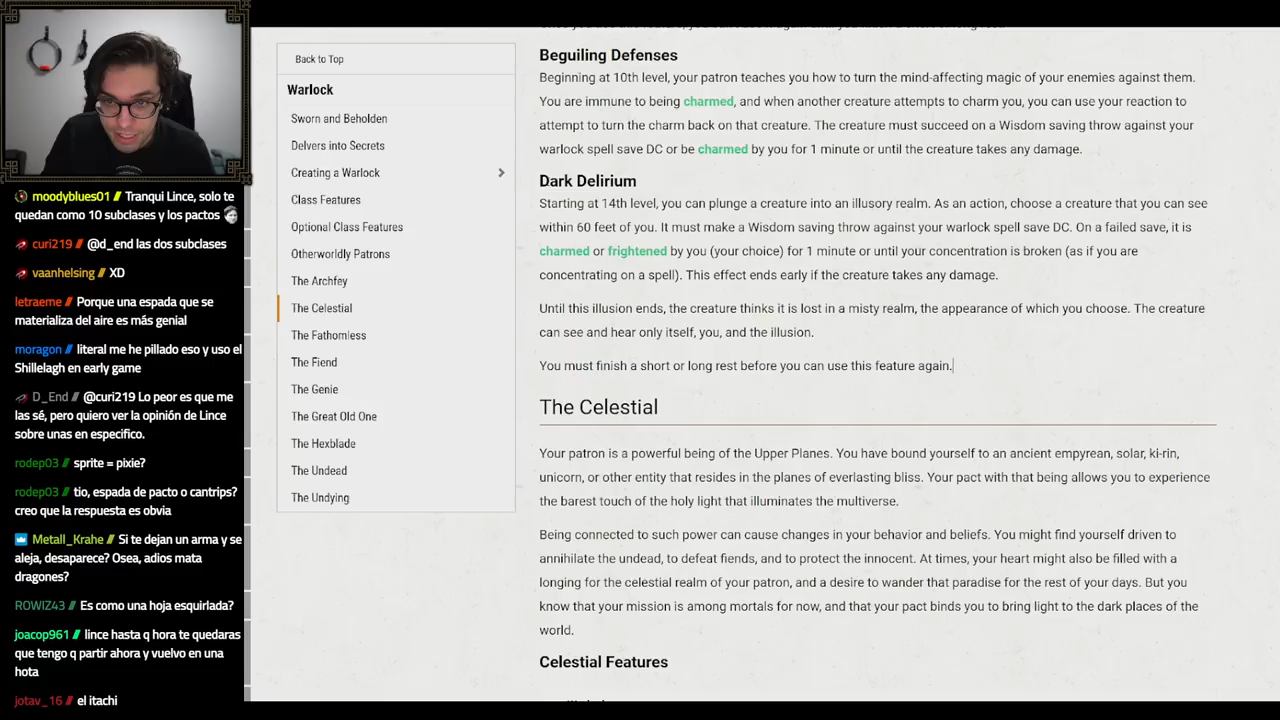 moodyblues01 // Tranqui Lince, solo te
quedan como 10 subclases y los pactos
curi219 // @d_end las dos subclases
vaanhelsing // XD
letraeme // Porque una espada que se
materializa del aire es más genial
moragon // literal me he pillado eso y uso el
Shillelagh en early game
D_End // @curi219 Lo peor es que me
las sé, pero quiero ver la opinión de Lince
sobre unas en especifico.
rodep03 // sprite = pixie?
rodep03 // tio, espada de pacto o cantrips?
creo que la respuesta es obvia
Metall_Krahe // Si te dejan un arma y se
aleja, desaparece? Osea, adios mata
dragones?
ROWIZ43 // Es como una hoja esquirlada?
joacop961 // lince hasta q hora te quedaras
que tengo q partir ahora y vuelvo en una
hota
jotav_16 // el itachi
Back to Top
Warlock
Sworn and Beholden
Delvers into Secrets
Creating a Warlock
Class Features
Optional Class Features
Otherworldly Patrons
The Archfey
The Celestial
The Fathomless
The Fiend
The Genie
The Great Old One
The Hexblade
The Undead
The Undying
Beguiling Defenses
Beginning at 10th level, your patron teaches you how to turn the mind-affecting magic of your enemies against them.
You are immune to being charmed, and when another creature attempts to charm you, you can use your reaction to
attempt to turn the charm back on that creature. The creature must succeed on a Wisdom saving throw against your
warlock spell save DC or be charmed by you for 1 minute or until the creature takes any damage.
Dark Delirium
Starting at 14th level, you can plunge a creature into an illusory realm. As an action, choose a creature that you can see
within 60 feet of you. It must make a Wisdom saving throw against your warlock spell save DC. On a failed save, it is
charmed or frightened by you (your choice) for 1 minute or until your concentration is broken (as if you are
concentrating on a spell). This effect ends early if the creature takes any damage.
Until this illusion ends, the creature thinks it is lost in a misty realm, the appearance of which you choose. The creature
can see and hear only itself, you, and the illusion.
You must finish a short or long rest before you can use this feature again.
The Celestial
Your patron is a powerful being of the Upper Planes. You have bound yourself to an ancient empyrean, solar, ki-rin,
unicorn, or other entity that resides in the planes of everlasting bliss. Your pact with that being allows you to experience
the barest touch of the holy light that illuminates the multiverse.
Being connected to such power can cause changes in your behavior and beliefs. You might find yourself driven to
annihilate the undead, to defeat fiends, and to protect the innocent. At times, your heart might also be filled with a
longing for the celestial realm of your patron, and a desire to wander that paradise for the rest of your days. But you
know that your mission is among mortals for now, and that your pact binds you to bring light to the dark places of the
world.
Celestial Features